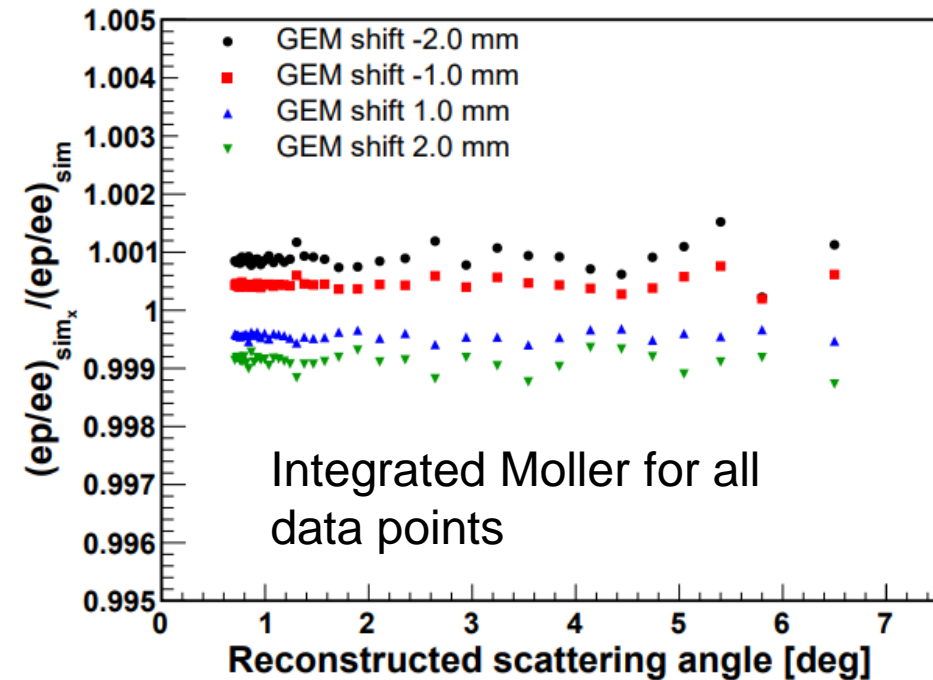 1.005
1.004
1.003
1.002
1.001
1
0.999
0.998
0.997
0.996
0.995
(ep/ee)simx/(ep/ee)sim
GEM shift -2.0 mm
GEM shift -1.0 mm
GEM shift 1.0 mm
GEM shift 2.0 mm
Integrated Moller for all
data points
0 1 2 3 4 5 6 7
Reconstructed scattering angle [deg]